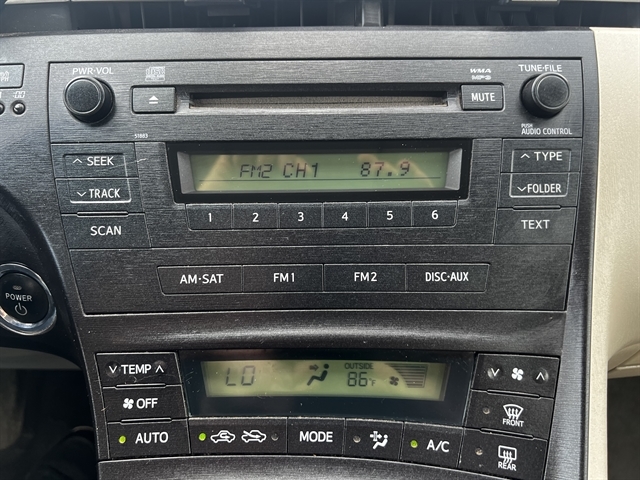 PWR·VOL
WMA
MP3
TUNE·FILE
MUTE
51883
PUSH
AUDIO CONTROL
∧ SEEK
∨ TRACK
SCAN
FM2 CH1 87.9
∧ TYPE
∨ FOLDER
TEXT
1 2 3 4 5 6
AM·SAT FM1 FM2 DISC·AUX
POWER
∨ TEMP ∧
LO
OUTSIDE
86°F
OFF
AUTO
MODE
A/C
FRONT
REAR